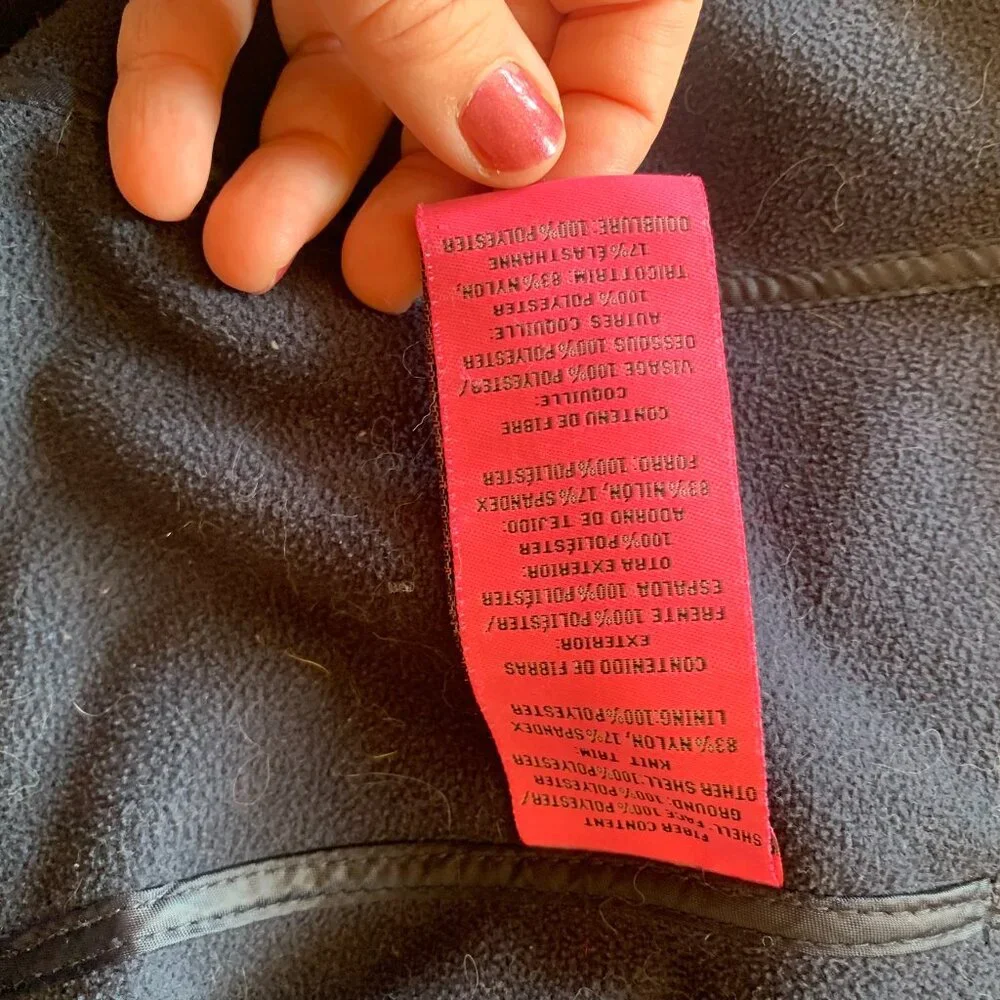 FIBER CONTENT
SHELL: FACE 100% POLYESTER/
GROUND: 100% POLYESTER
OTHER SHELL: 100% POLYESTER
KNIT TRIM:
83% NYLON, 17% SPANDEX
LINING:100% POLYESTER
CONTENIDO DE FIBRAS
EXTERIOR:
FRENTE 100% POLIÉSTER/
ESPALDA 100% POLIÉSTER
OTRA EXTERIOR:
100% POLIÉSTER
ADORNO DE TEJIDO:
83% NILÓN, 17% SPANDEX
FORRO: 100% POLIÉSTER
CONTENU DE FIBRE
COQUILLE:
VISAGE 100% POLYESTER/
DESSOUS 100% POLYESTER
AUTRES COQUILLE:
100% POLYESTER
TRICOTTRIM: 83% NYLON,
17% ÉLASTHANNE
DOUBLURE: 100% POLYESTER